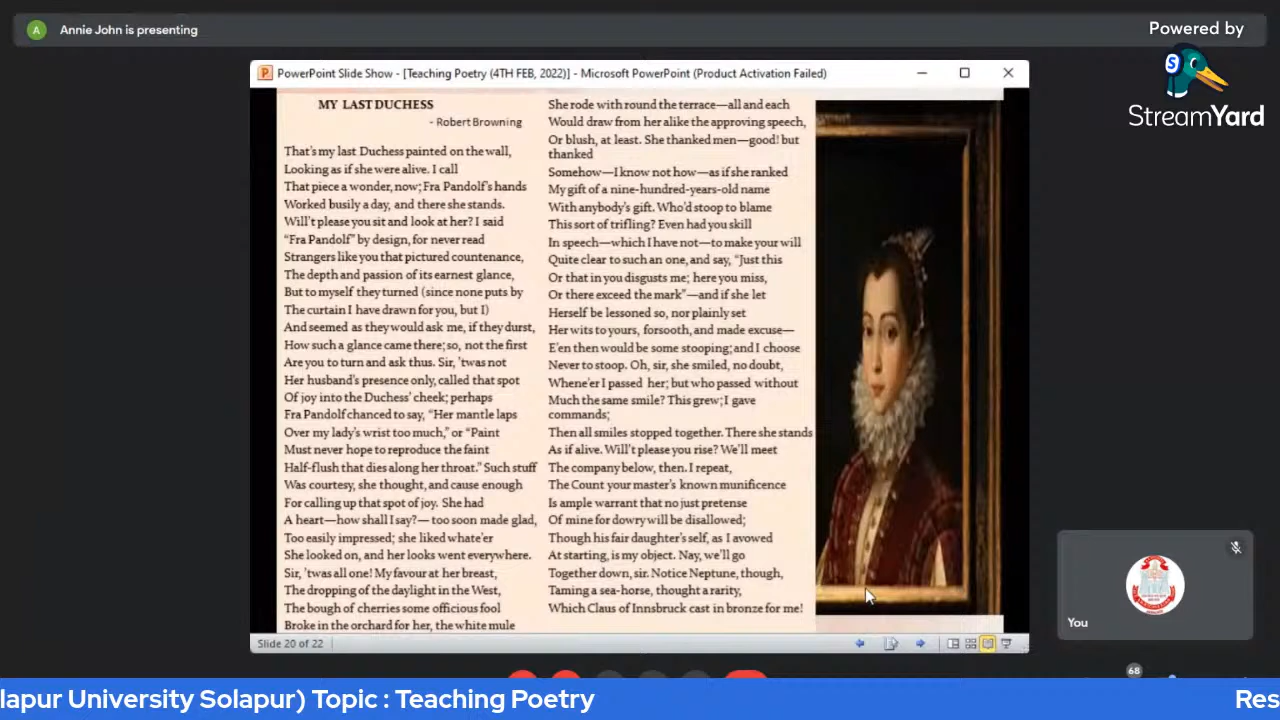 A
Annie John is presenting
Powered by
S
StreamYard
P
PowerPoint Slide Show - [Teaching Poetry (4TH FEB, 2022)] - Microsoft PowerPoint (Product Activation Failed)
MY LAST DUCHESS
- Robert Browning
That's my last Duchess painted on the wall,
Looking as if she were alive. I call
That piece a wonder, now; Fra Pandolf's hands
Worked busily a day, and there she stands.
Will't please you sit and look at her? I said
“Fra Pandolf” by design, for never read
Strangers like you that pictured countenance,
The depth and passion of its earnest glance,
But to myself they turned (since none puts by
The curtain I have drawn for you, but I)
And seemed as they would ask me, if they durst,
How such a glance came there; so, not the first
Are you to turn and ask thus. Sir, 'twas not
Her husband's presence only, called that spot
Of joy into the Duchess' cheek; perhaps
Fra Pandolf chanced to say, “Her mantle laps
Over my lady's wrist too much,” or “Paint
Must never hope to reproduce the faint
Half-flush that dies along her throat.” Such stuff
Was courtesy, she thought, and cause enough
For calling up that spot of joy. She had
A heart—how shall I say?— too soon made glad,
Too easily impressed; she liked whate'er
She looked on, and her looks went everywhere.
Sir, 'twas all one! My favour at her breast,
The dropping of the daylight in the West,
The bough of cherries some officious fool
Broke in the orchard for her, the white mule
She rode with round the terrace—all and each
Would draw from her alike the approving speech,
Or blush, at least. She thanked men—good! but
thanked
Somehow—I know not how—as if she ranked
My gift of a nine-hundred-years-old name
With anybody's gift. Who'd stoop to blame
This sort of trifling? Even had you skill
In speech—which I have not—to make your will
Quite clear to such an one, and say, “Just this
Or that in you disgusts me; here you miss,
Or there exceed the mark”—and if she let
Herself be lessoned so, nor plainly set
Her wits to yours, forsooth, and made excuse—
E'en then would be some stooping; and I choose
Never to stoop. Oh, sir, she smiled, no doubt,
Whene'er I passed her; but who passed without
Much the same smile? This grew; I gave
commands;
Then all smiles stopped together. There she stands
As if alive. Will't please you rise? We'll meet
The company below, then. I repeat,
The Count your master's known munificence
Is ample warrant that no just pretense
Of mine for dowry will be disallowed;
Though his fair daughter's self, as I avowed
At starting, is my object. Nay, we'll go
Together down, sir. Notice Neptune, though,
Taming a sea-horse, thought a rarity,
Which Claus of Innsbruck cast in bronze for me!
You
Slide 20 of 22
68
lapur University Solapur) Topic : Teaching Poetry
Res